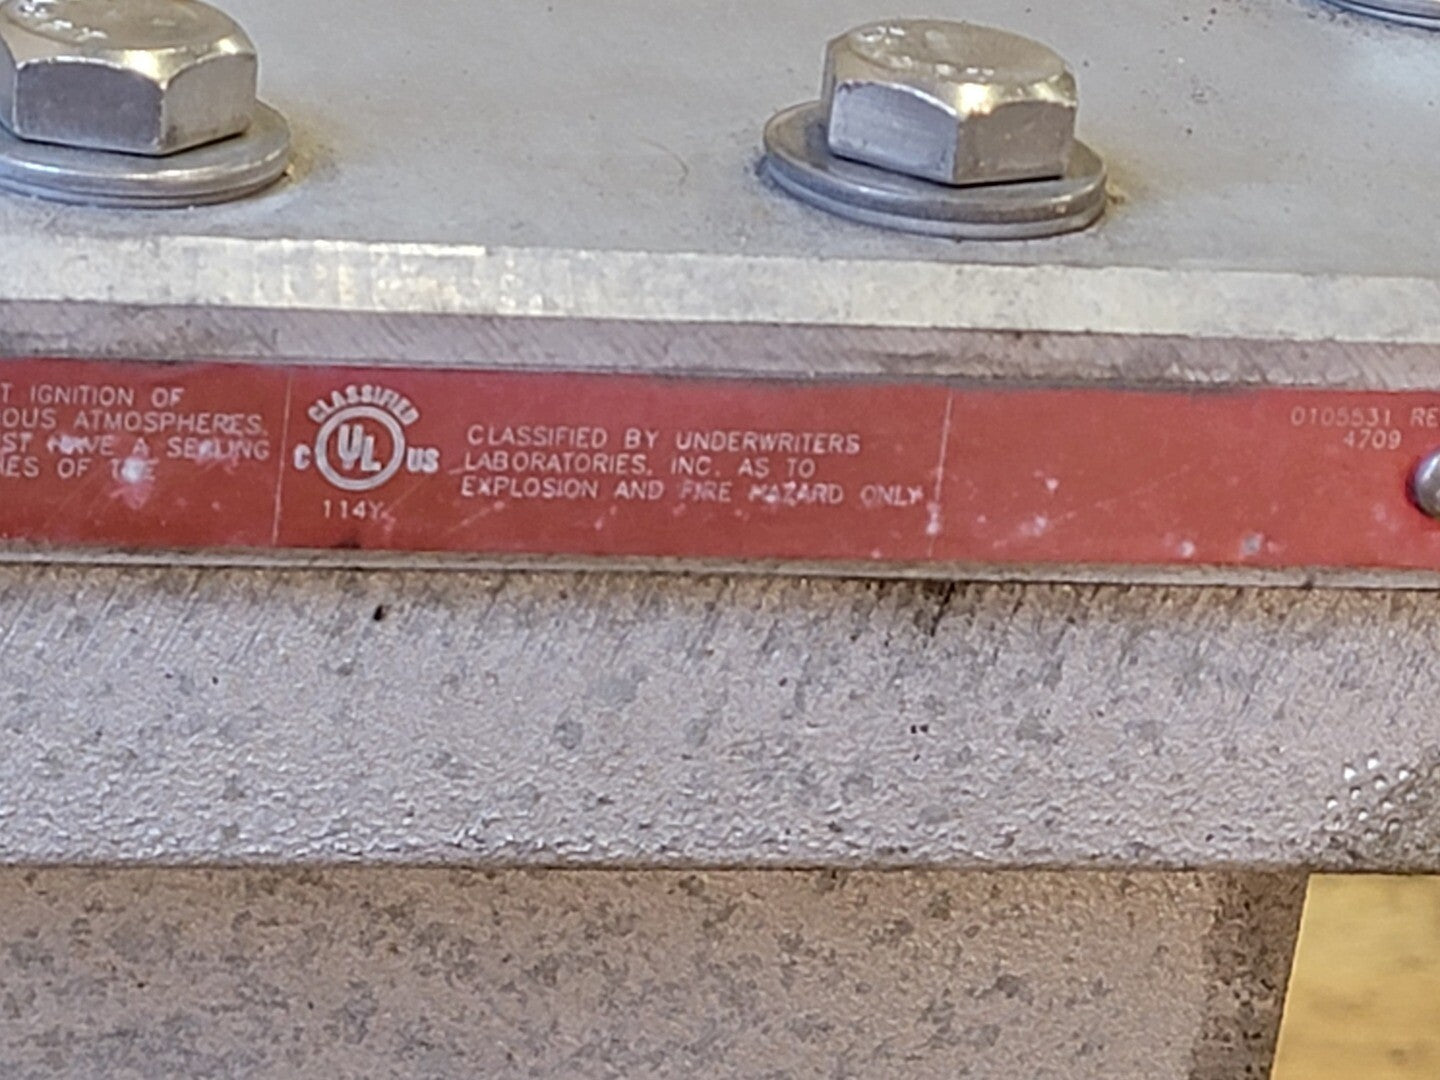 T IGNITION OF
OUS ATMOSPHERES.
ST HAVE A SEALING
ES OF THE
CLASSIFIED
C UL US
114Y
CLASSIFIED BY UNDERWRITERS
LABORATORIES, INC. AS TO
EXPLOSION AND FIRE HAZARD ONLY
0105531 RE
4709